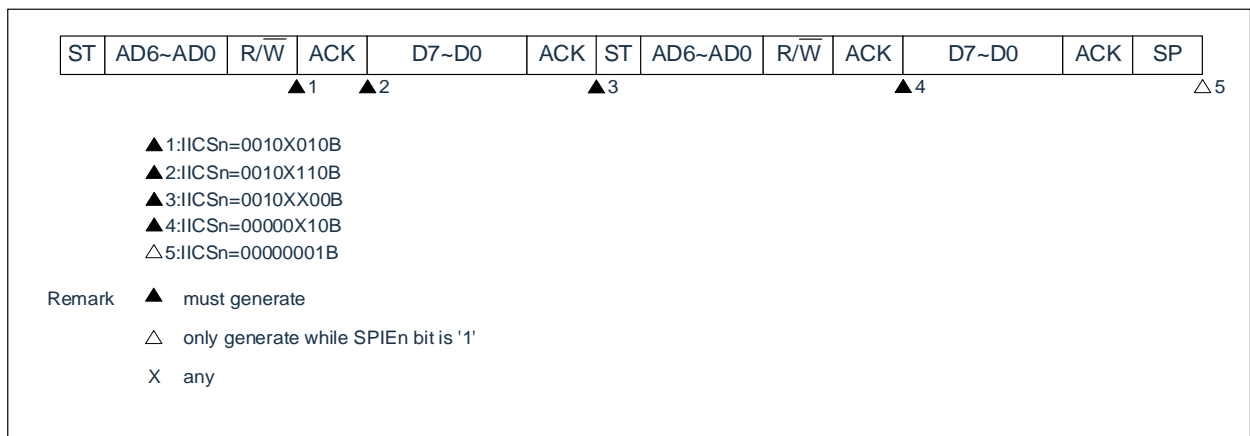 ST AD6~AD0 R/W̅ ACK D7~D0 ACK ST AD6~AD0 R/W̅ ACK D7~D0 ACK SP
▲1 ▲2 ▲3 ▲4 △5
▲1:IICSn=0010X010B
▲2:IICSn=0010X110B
▲3:IICSn=0010XX00B
▲4:IICSn=00000X10B
△5:IICSn=00000001B
Remark ▲ must generate
△ only generate while SPIEn bit is '1'
X any